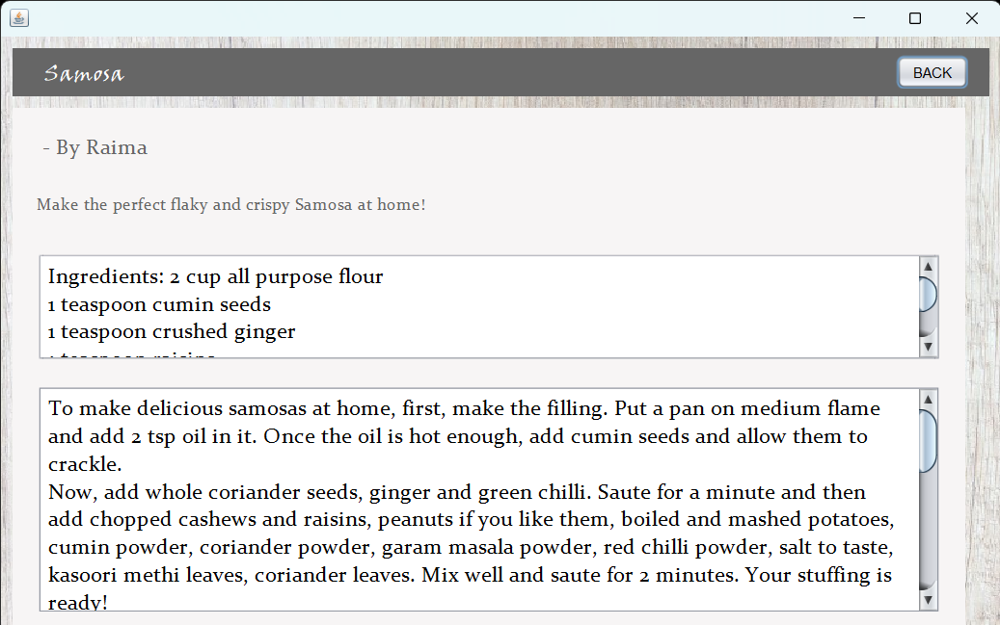 Samosa
BACK
- By Raima
Make the perfect flaky and crispy Samosa at home!
Ingredients: 2 cup all purpose flour
1 teaspoon cumin seeds
1 teaspoon crushed ginger
1 teaspoon raisins
To make delicious samosas at home, first, make the filling. Put a pan on medium flame
and add 2 tsp oil in it. Once the oil is hot enough, add cumin seeds and allow them to
crackle.
Now, add whole coriander seeds, ginger and green chilli. Saute for a minute and then
add chopped cashews and raisins, peanuts if you like them, boiled and mashed potatoes,
cumin powder, coriander powder, garam masala powder, red chilli powder, salt to taste,
kasoori methi leaves, coriander leaves. Mix well and saute for 2 minutes. Your stuffing is
ready!